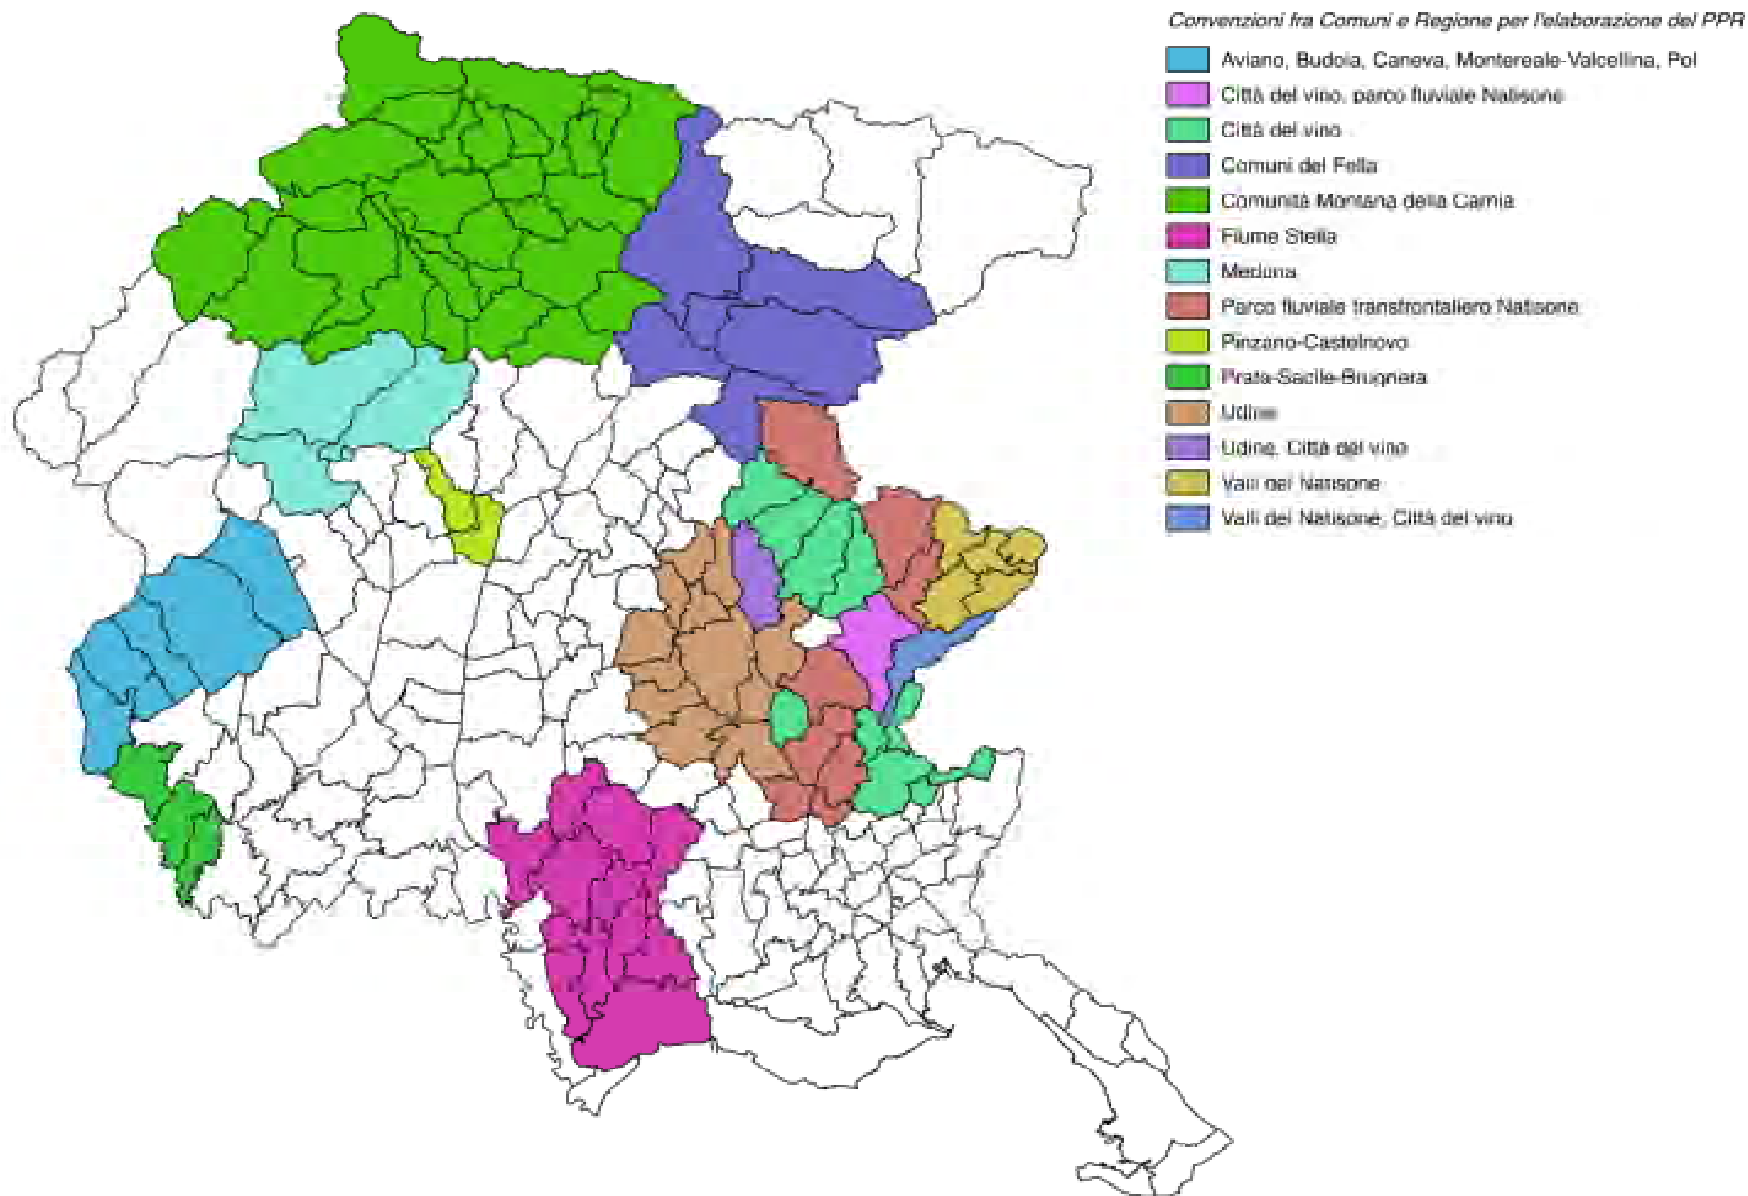 Convenzioni fra Comuni e Regione per l'elaborazione del PPR
Aviano, Budoia, Caneva, Montereale-Valcellina, Pol
Città del vino, parco fluviale Natisone
Città del vino
Comuni del Fella
Comunità Montana della Carnia
Fiume Stella
Meduna
Parco fluviale transfrontaliero Natisone
Pinzano-Castelnovo
Prata-Sacile-Brugnera
Udine
Udine, Città del vino
Valli del Natisone
Valli del Natisone, Città del vino